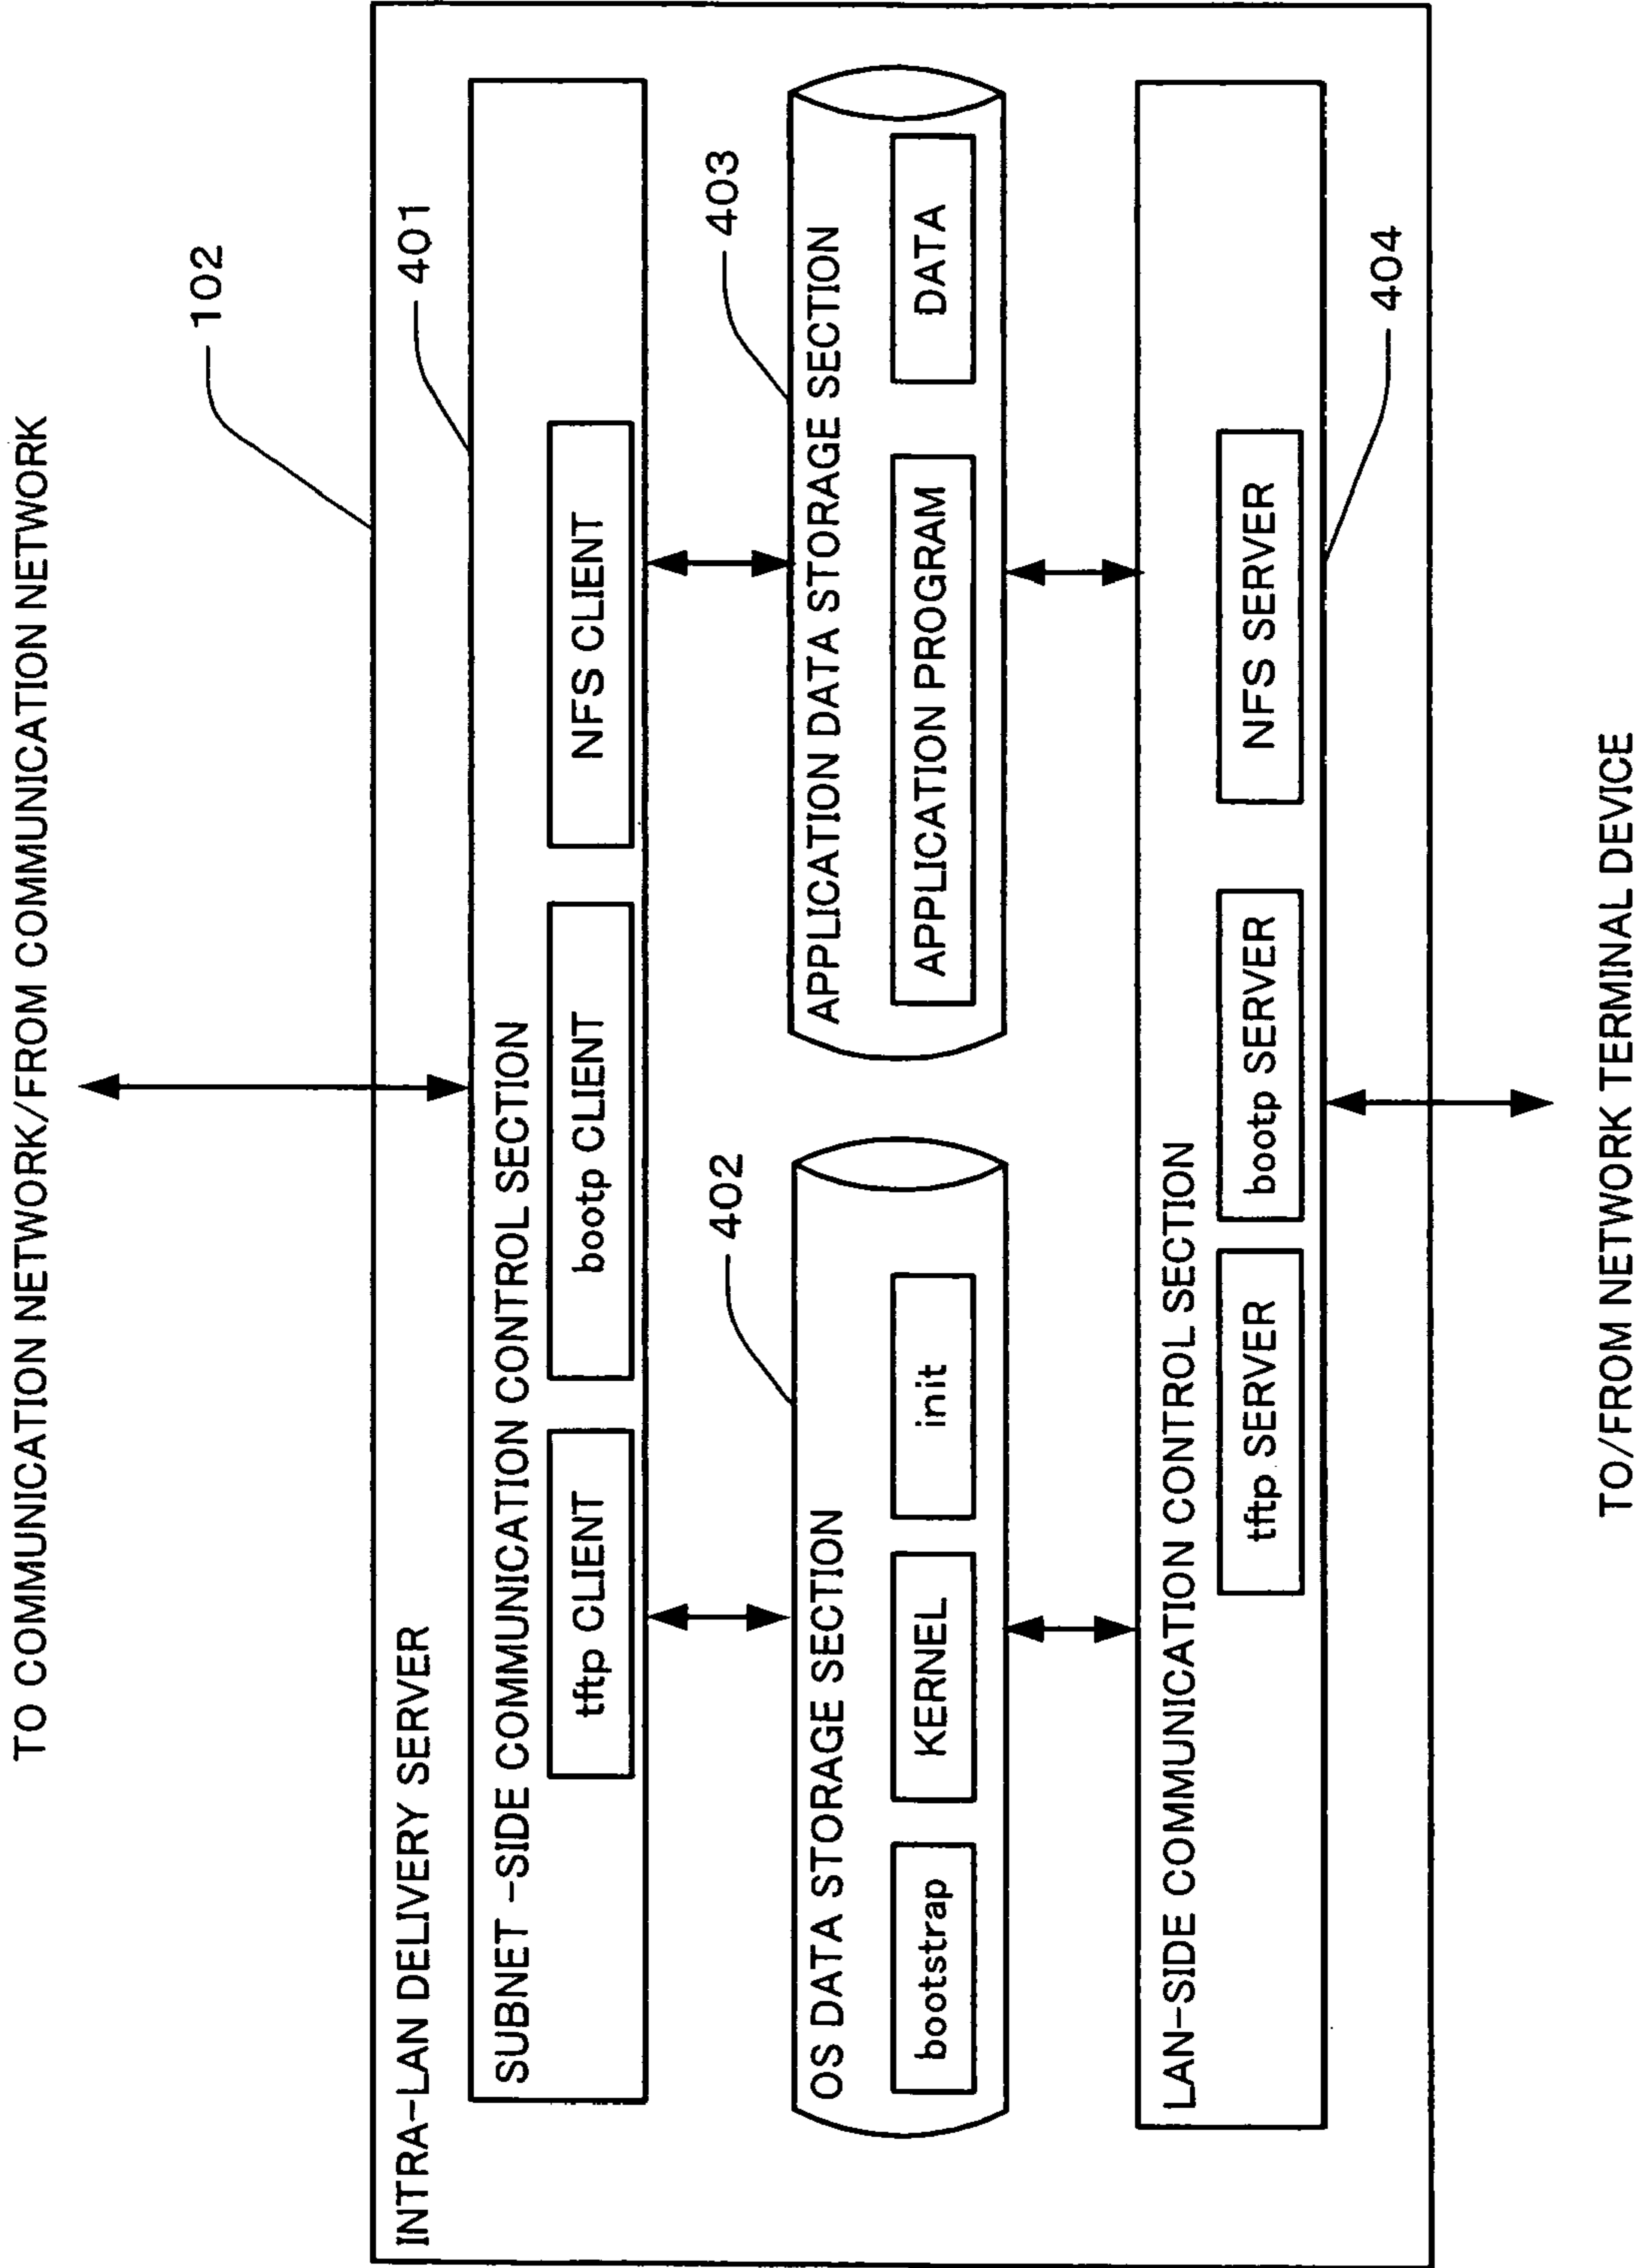 TO COMMUNICATION NETWORK/FROM COMMUNICATION NETWORK
102
INTRA-LAN DELIVERY SERVER
401
SUBNET -SIDE COMMUNICATION CONTROL SECTION
tftp CLIENT
bootp CLIENT
NFS CLIENT
402
OS DATA STORAGE SECTION
bootstrap
KERNEL
init
403
APPLICATION DATA STORAGE SECTION
APPLICATION PROGRAM
DATA
LAN-SIDE COMMUNICATION CONTROL SECTION
tftp SERVER
bootp SERVER
NFS SERVER
404
TO/FROM NETWORK TERMINAL DEVICE